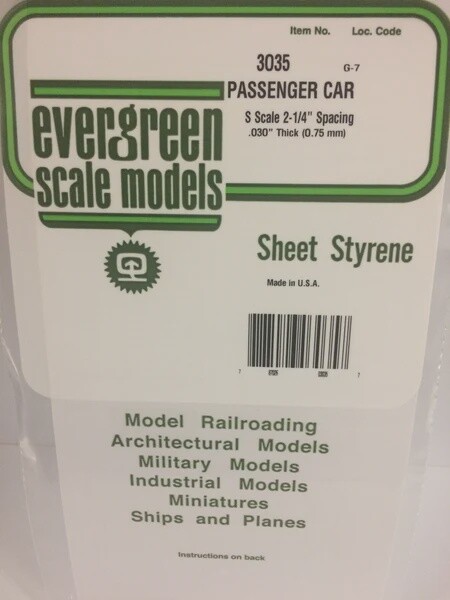 Item No. Loc. Code
3035 G-7
PASSENGER CAR
S Scale 2-1/4" Spacing
.030" Thick (0.75 mm)
evergreen
scale models
Sheet Styrene
Made in U.S.A.
Model Railroading
Architectural Models
Military Models
Industrial Models
Miniatures
Ships and Planes
Instructions on back